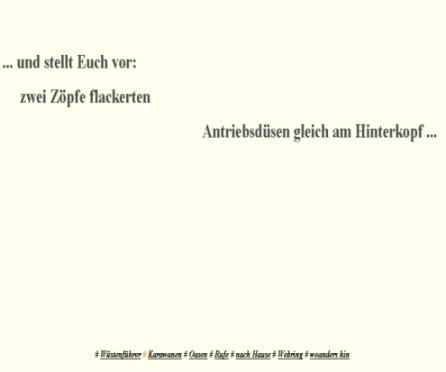 ... und stellt Euch vor:
zwei Zöpfe flackerten
Antriebsdüsen gleich am Hinterkopf ...
# Wüstenführer # Karawanen # Oasen # Rufe # nach Hause # Webring # woanders hin